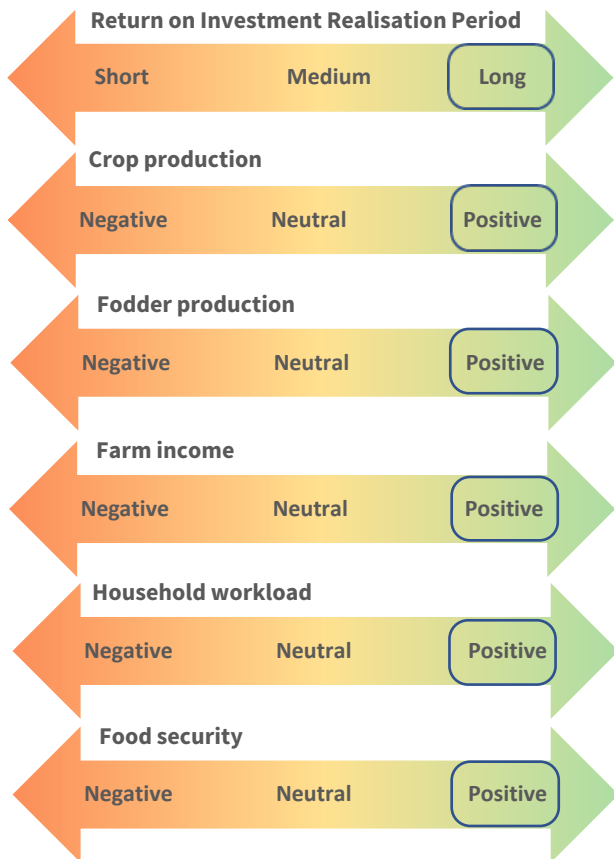 Return on Investment Realisation Period
Short Medium Long
Crop production
Negative Neutral Positive
Fodder production
Negative Neutral Positive
Farm income
Negative Neutral Positive
Household workload
Negative Neutral Positive
Food security
Negative Neutral Positive